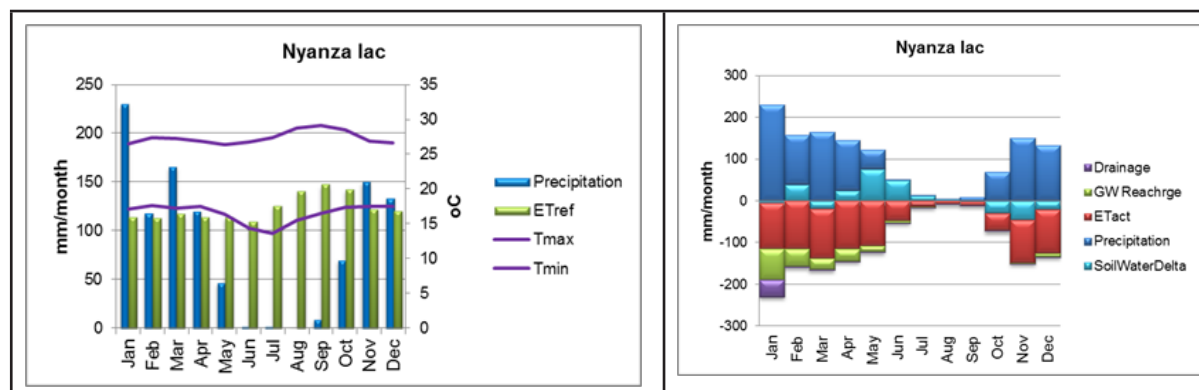 Nyanza lac
250
200
150
100
50
0
mm/month
35
30
25
20
15
10
5
0
oC
Jan
Feb
Mar
Apr
May
Jun
Jul
Aug
Sep
Oct
Nov
Dec
Precipitation
ETref
Tmax
Tmin
Nyanza lac
300
200
100
0
-100
-200
-300
mm/month
Jan
Feb
Mar
Apr
May
Jun
Jul
Aug
Sep
Oct
Nov
Dec
Drainage
GW Reachrge
ETact
Precipitation
SoilWaterDelta